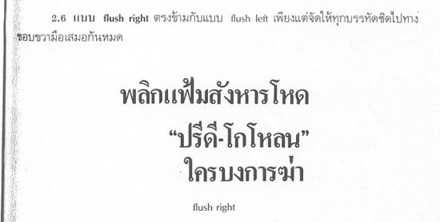 2.6 แบบ flush right ตรงข้ามกับแบบ flush left เพียงแต่จัดให้ทุกบรรทัดชิดไปทาง
ขอบขวามือเสมอกันหมด
พลิกแฟ้มสังหารโหด
“ปรีดี-โกโหลน”
ใครบงการฆ่า
flush right